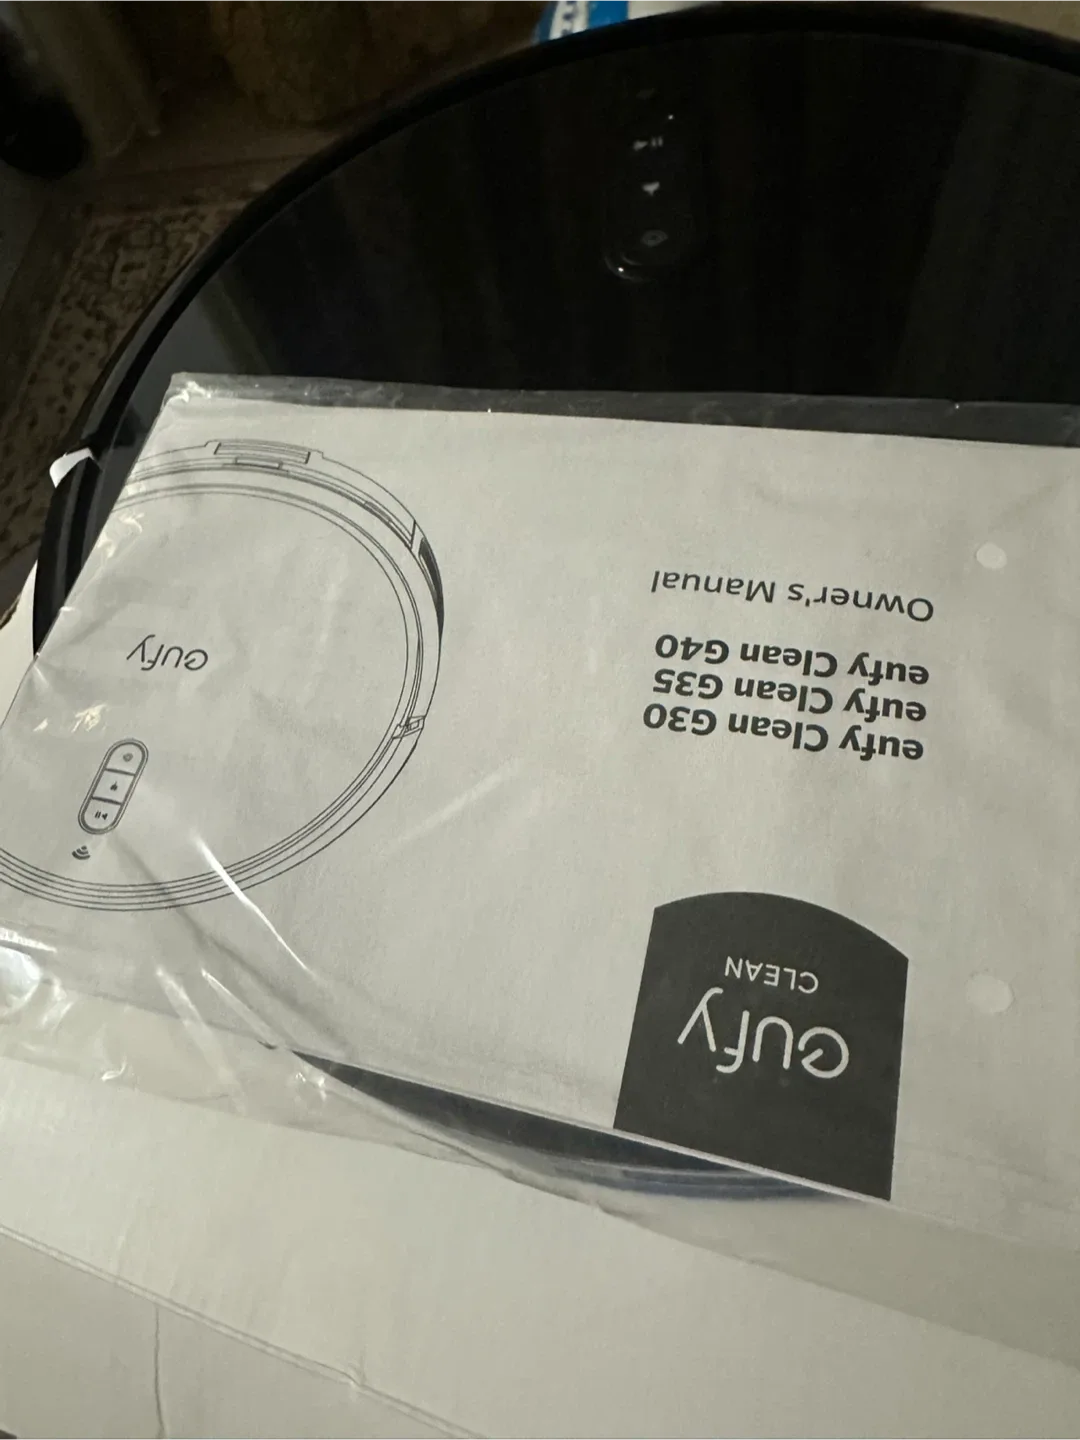 eufy
CLEAN
eufy Clean G30
eufy Clean G35
eufy Clean G40
Owner's Manual
eufy